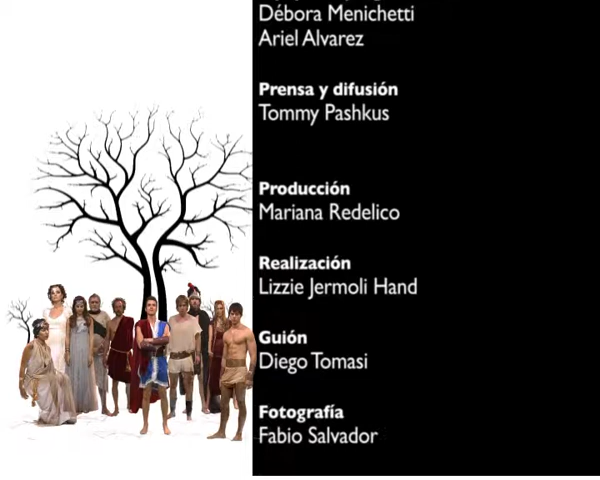 Débora Menichetti
Ariel Alvarez
Prensa y difusión
Tommy Pashkus
Producción
Mariana Redelico
Realización
Lizzie Jermoli Hand
Guión
Diego Tomasi
Fotografía
Fabio Salvador